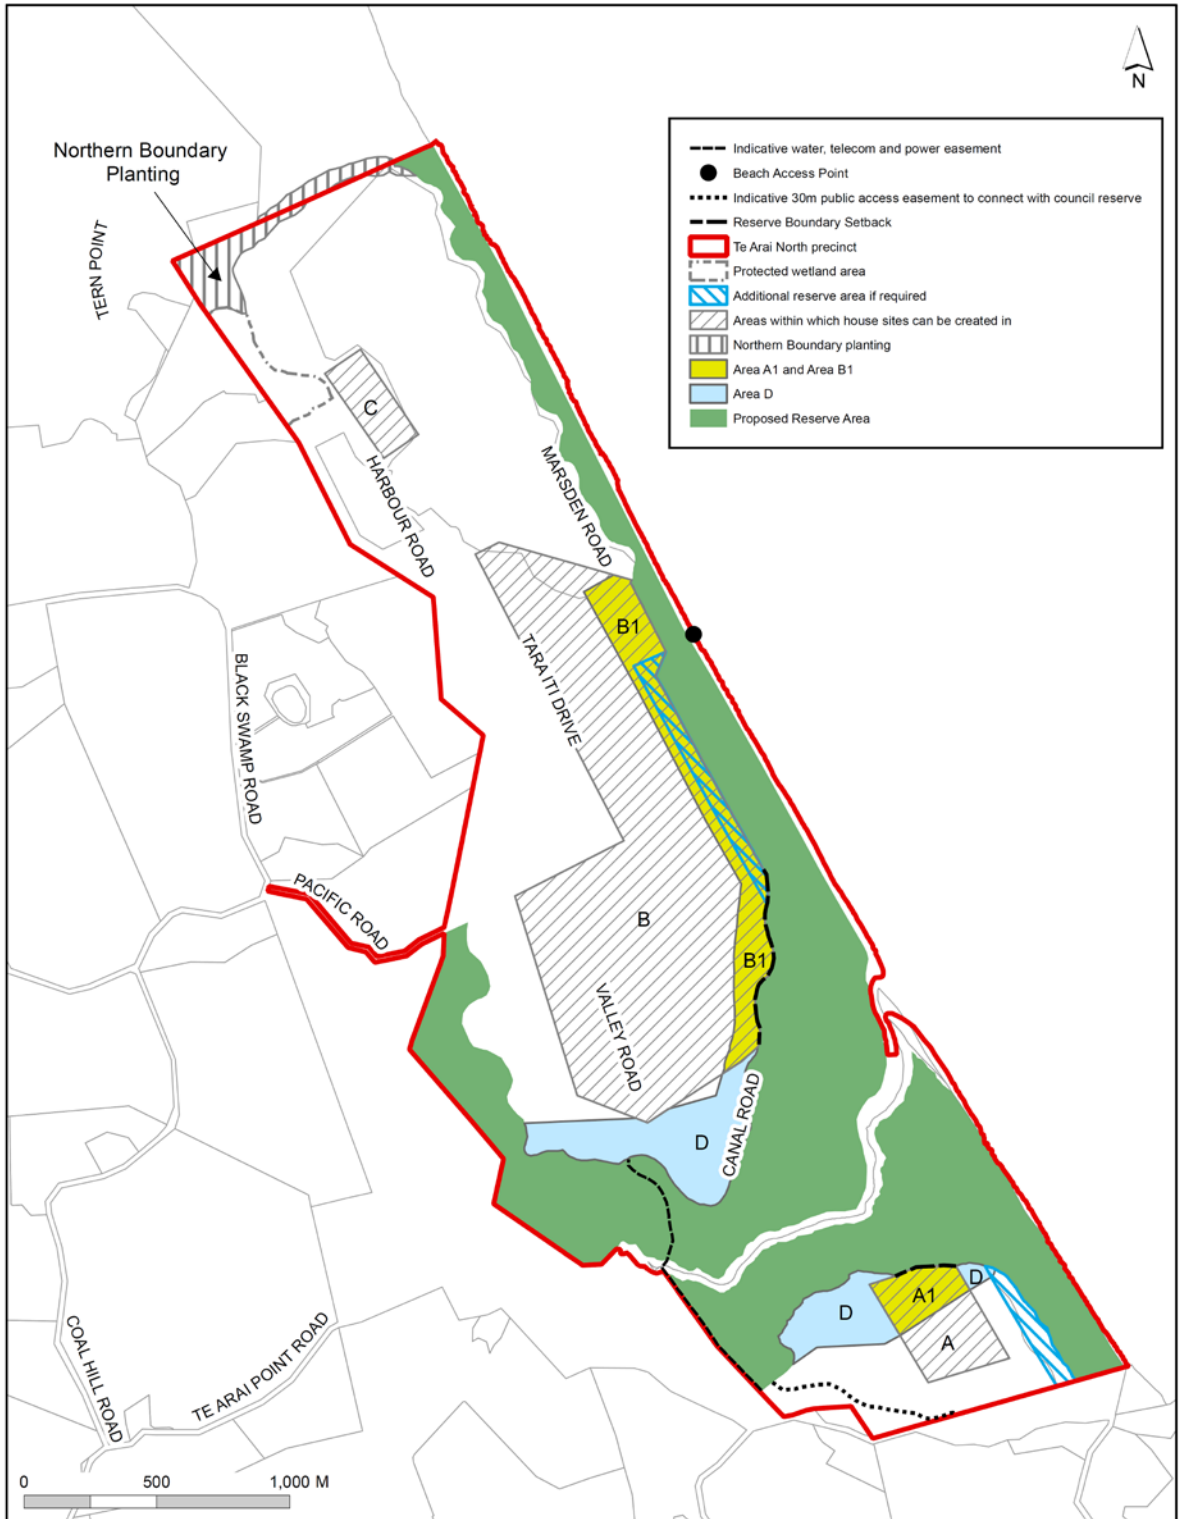 N
Northern Boundary
Planting
Indicative water, telecom and power easement
Beach Access Point
Indicative 30m public access easement to connect with council reserve
Reserve Boundary Setback
Te Arai North precinct
Protected wetland area
Additional reserve area if required
Areas within which house sites can be created in
Northern Boundary planting
Area A1 and Area B1
Area D
Proposed Reserve Area
TERN POINT
C
HARBOUR ROAD
MARSDEN ROAD
B1
TARA ITI DRIVE
BLACK SWAMP ROAD
PACIFIC ROAD
B
B1
VALLEY ROAD
CANAL ROAD
D
D
D
A1
A
COAL HILL ROAD
TE ARAI POINT ROAD
0 500 1,000 M